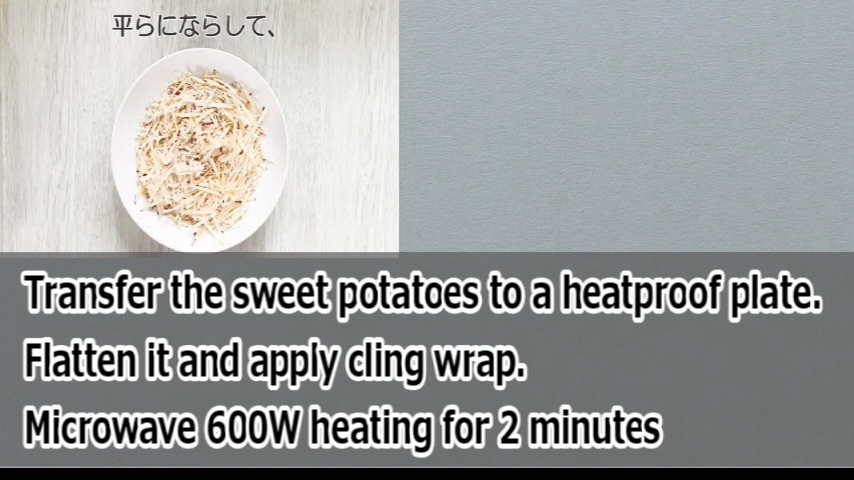 平らにならして、
Transfer the sweet potatoes to a heatproof plate.
Flatten it and apply cling wrap.
Microwave 600W heating for 2 minutes